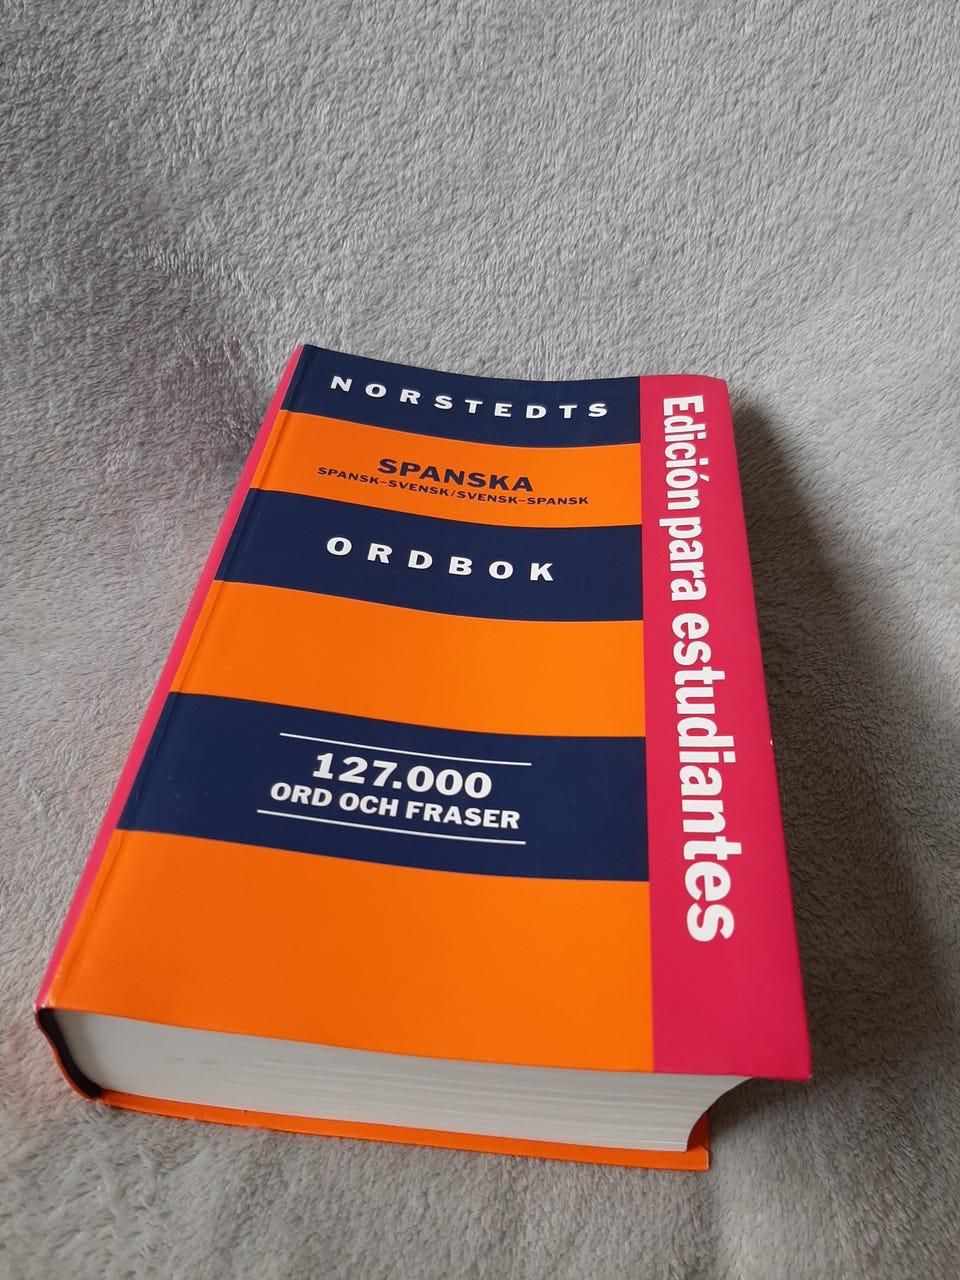 NORSTEDTS
SPANSKA
SPANSK–SVENSK/SVENSK–SPANSK
ORDBOK
127.000
ORD OCH FRASER
Edición para estudiantes